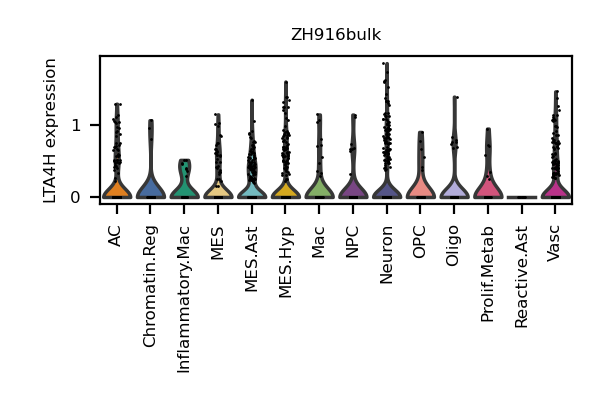 ZH916bulk
LTA4H expression
1
0
AC
Chromatin.Reg
Inflammatory.Mac
MES
MES.Ast
MES.Hyp
Mac
NPC
Neuron
OPC
Oligo
Prolif.Metab
Reactive.Ast
Vasc